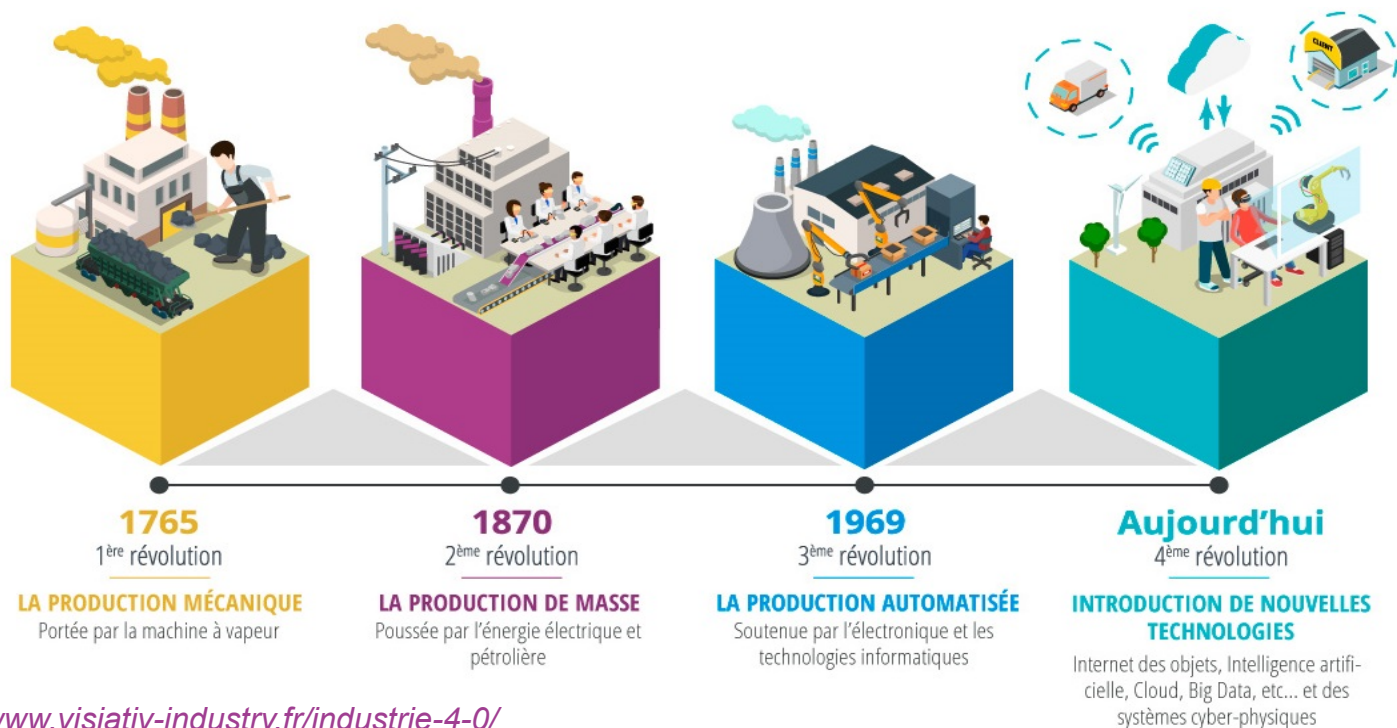 CLIENT
1765
1ère révolution
LA PRODUCTION MÉCANIQUE
Portée par la machine à vapeur
1870
2ème révolution
LA PRODUCTION DE MASSE
Poussée par l'énergie électrique et
pétrolière
1969
3ème révolution
LA PRODUCTION AUTOMATISÉE
Soutenue par l'électronique et les
technologies informatiques
Aujourd'hui
4ème révolution
INTRODUCTION DE NOUVELLES
TECHNOLOGIES
Internet des objets, Intelligence artifi-
cielle, Cloud, Big Data, etc... et des
systèmes cyber-physiques
www.visiativ-industry.fr/industrie-4-0/